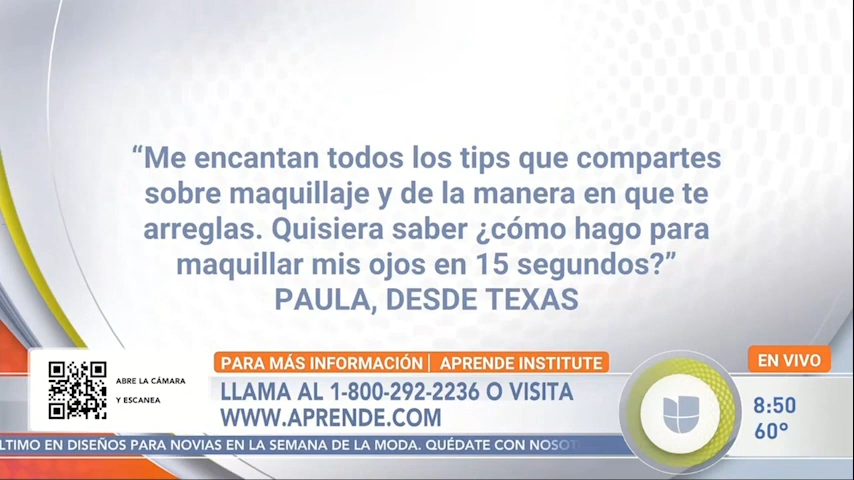 “Me encantan todos los tips que compartes
sobre maquillaje y de la manera en que te
arreglas. Quisiera saber ¿cómo hago para
maquillar mis ojos en 15 segundos?”
PAULA, DESDE TEXAS
PARA MÁS INFORMACIÓN | APRENDE INSTITUTE
EN VIVO
ABRE LA CÁMARA
Y ESCANEA
LLAMA AL 1-800-292-2236 O VISITA
WWW.APRENDE.COM
8:50
60°
ÚLTIMO EN DISEÑOS PARA NOVIAS EN LA SEMANA DE LA MODA. QUÉDATE CON